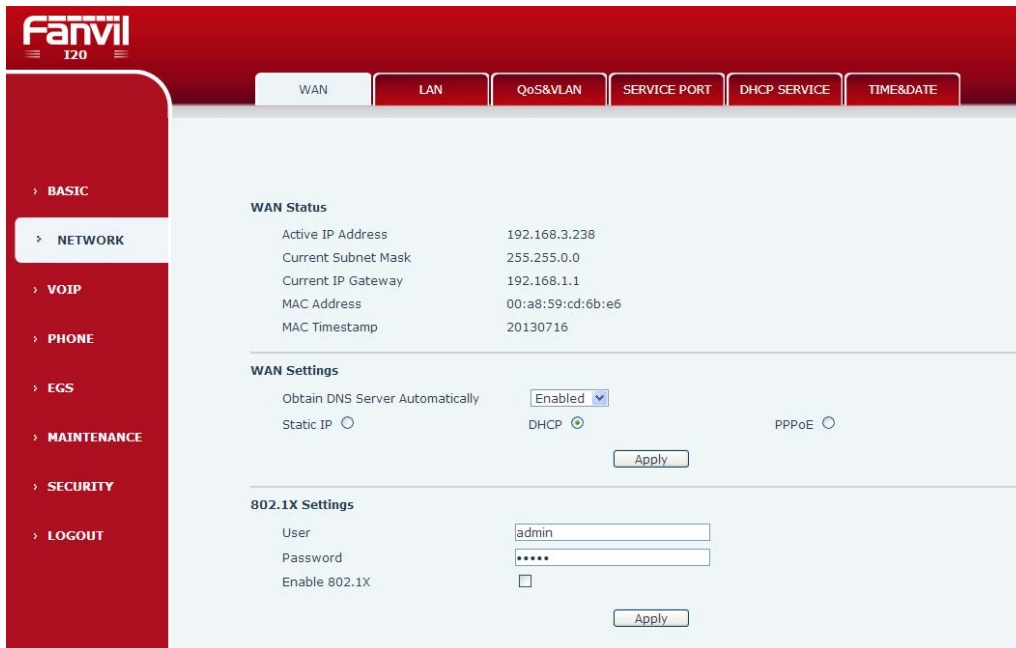 Fanvil
I20
WAN
LAN
QoS&VLAN
SERVICE PORT
DHCP SERVICE
TIME&DATE
BASIC
NETWORK
VOIP
PHONE
EGS
MAINTENANCE
SECURITY
LOGOUT
WAN Status
Active IP Address 192.168.3.238
Current Subnet Mask 255.255.0.0
Current IP Gateway 192.168.1.1
MAC Address 00:a8:59:cd:6b:e6
MAC Timestamp 20130716
WAN Settings
Obtain DNS Server Automatically Enabled
Static IP DHCP PPPoE
Apply
802.1X Settings
User admin
Password •••••
Enable 802.1X
Apply